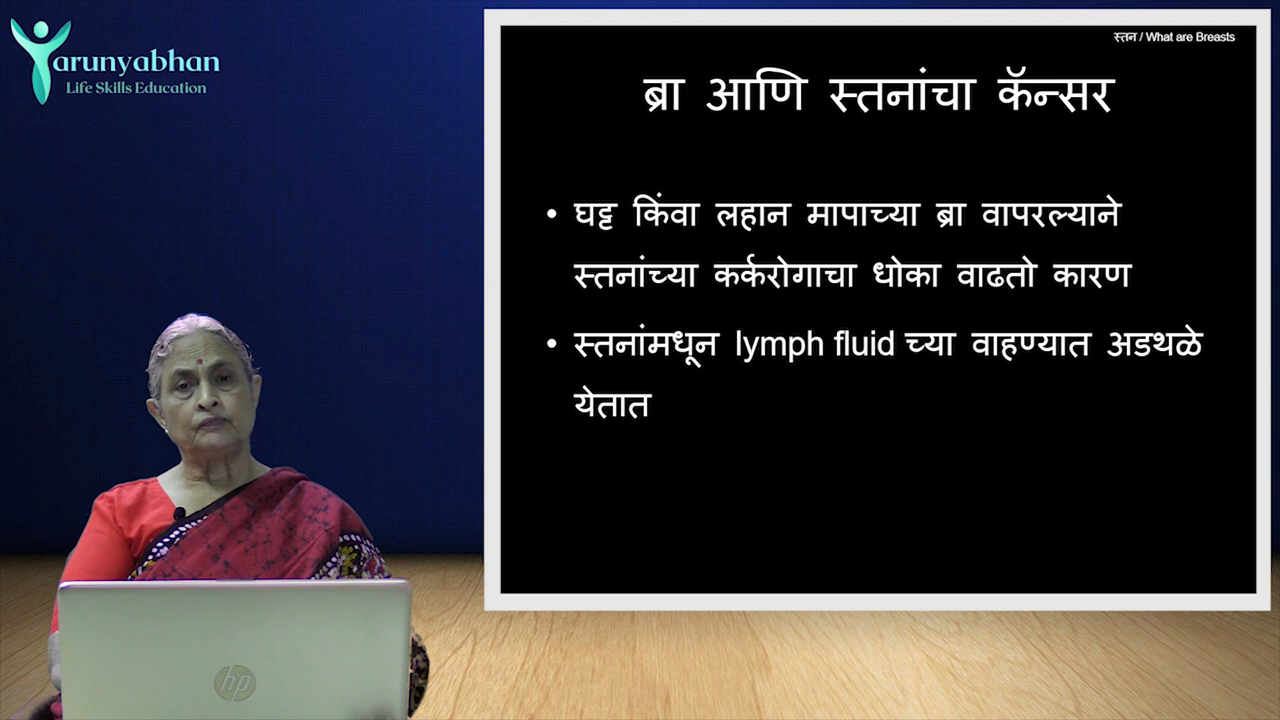 Tarunyabhan
Life Skills Education
स्तन / What are Breasts
ब्रा आणि स्तनांचा कॅन्सर
• घट्ट किंवा लहान मापाच्या ब्रा वापरल्याने
स्तनांच्या कर्करोगाचा धोका वाढतो कारण
• स्तनांमधून lymph fluid च्या वाहण्यात अडथळे
येतात
hp